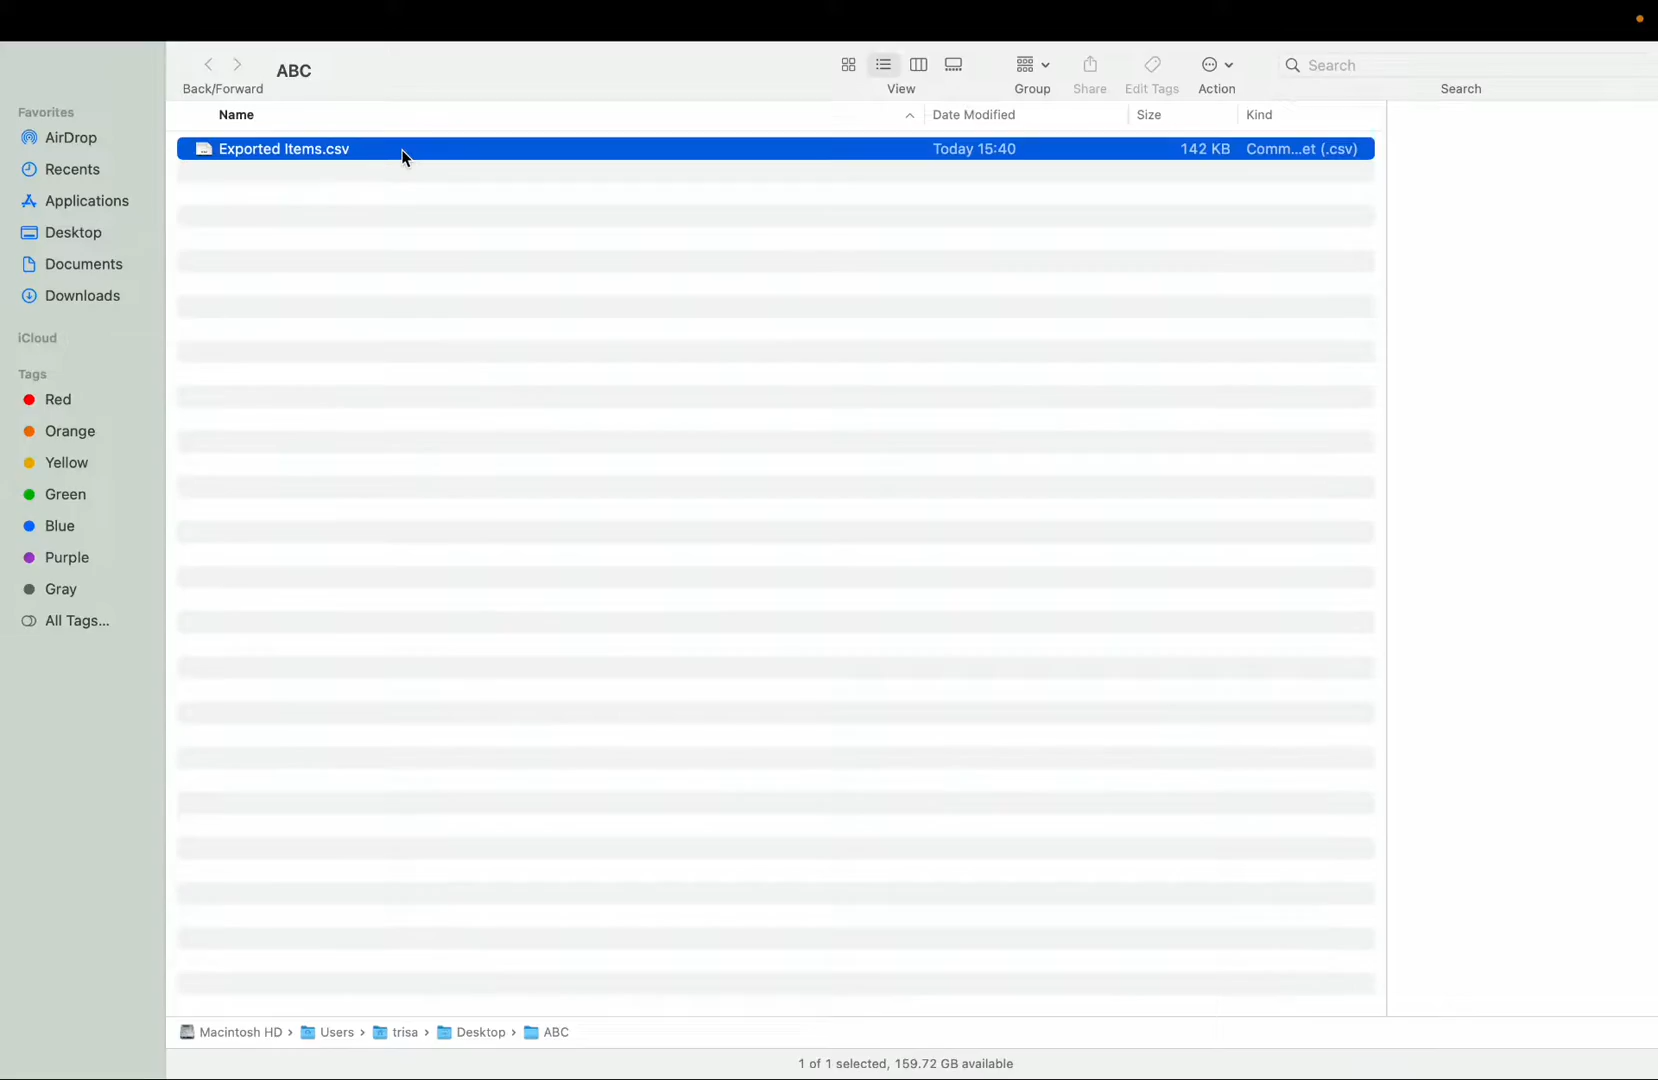 ABC
Back/Forward
View
Group
Share
Edit Tags
Action
Search
Search
Favorites
AirDrop
Recents
Applications
Desktop
Documents
Downloads
iCloud
Tags
Red
Orange
Yellow
Green
Blue
Purple
Gray
All Tags...
Name Date Modified Size Kind
Exported Items.csv Today 15:40 142 KB Comm...et (.csv)
Macintosh HD › Users › trisa › Desktop › ABC
1 of 1 selected, 159.72 GB available